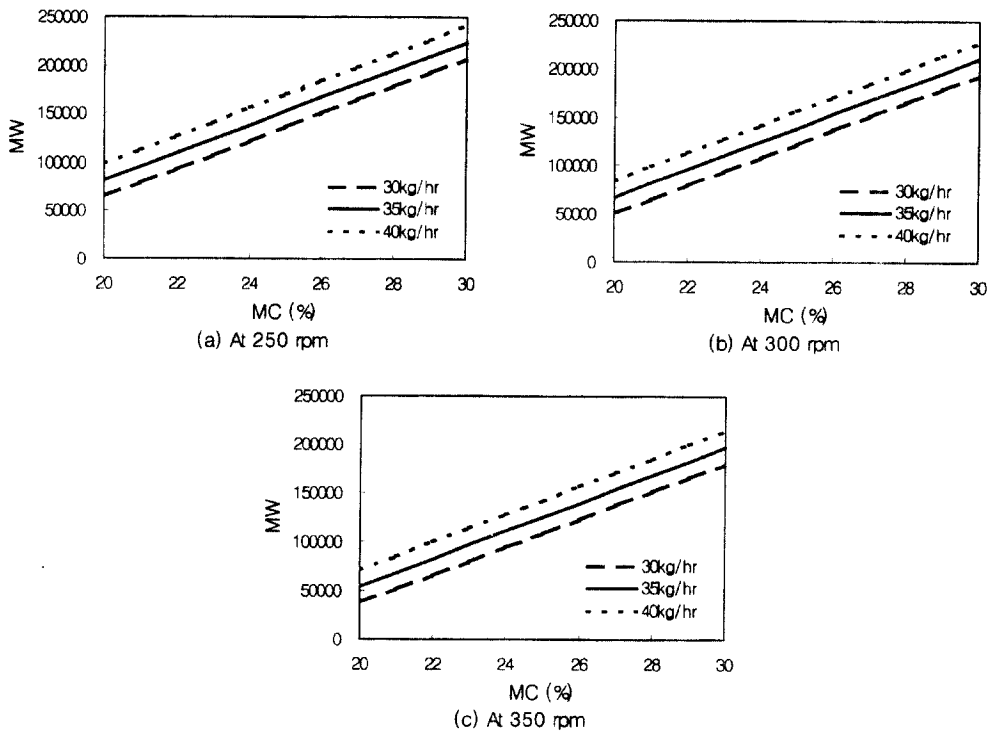 250000
200000
150000
100000
50000
0
MW
30kg/hr
35kg/hr
40kg/hr
20 22 24 26 28 30
MC (%)
(a) At 250 rpm
250000
200000
150000
100000
50000
0
MW
30kg/hr
35kg/hr
40kg/hr
20 22 24 26 28 30
MC (%)
(b) At 300 rpm
250000
200000
150000
100000
50000
0
MW
30kg/hr
35kg/hr
40kg/hr
20 22 24 26 28 30
MC (%)
(c) At 350 rpm